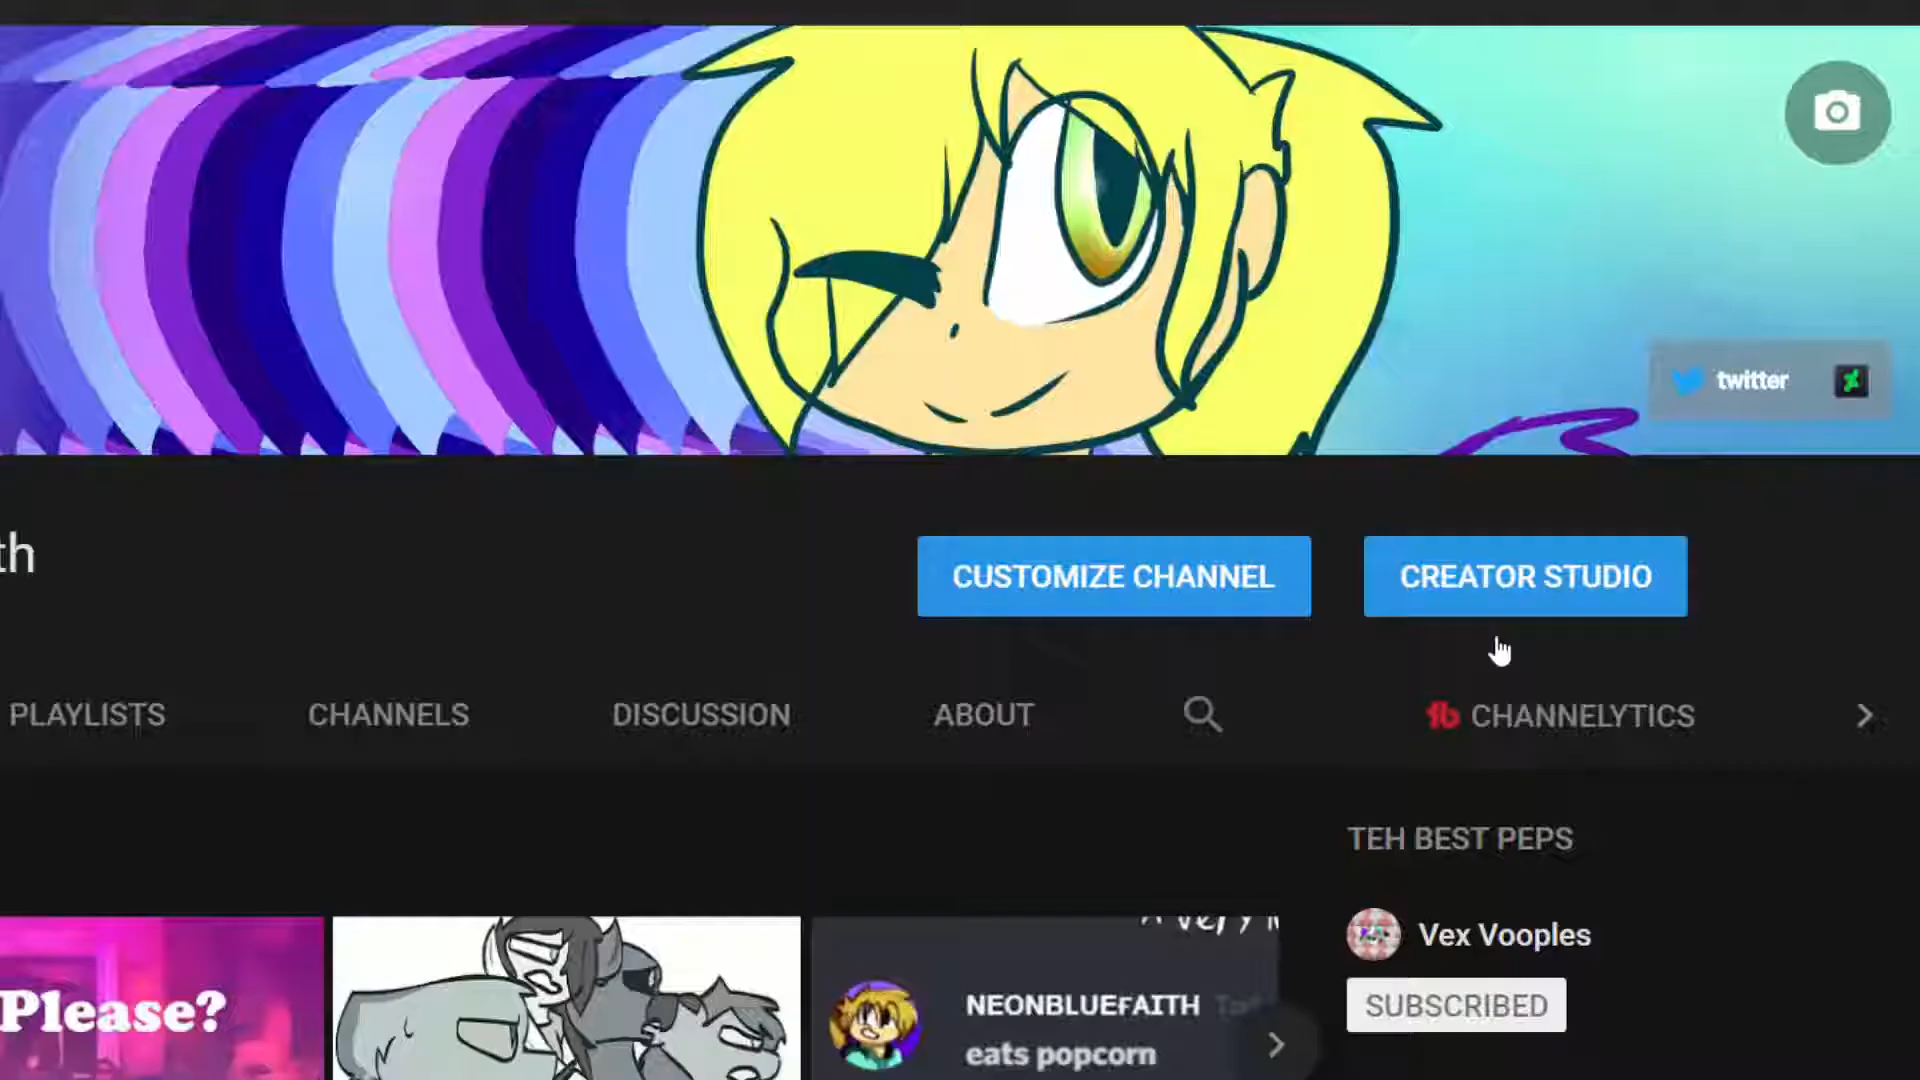 twitter
th
CUSTOMIZE CHANNEL
CREATOR STUDIO
PLAYLISTS
CHANNELS
DISCUSSION
ABOUT
CHANNELYTICS
TEH BEST PEPS
Vex Vooples
SUBSCRIBED
Please?
A very
NEONBLUEFAITH
eats popcorn